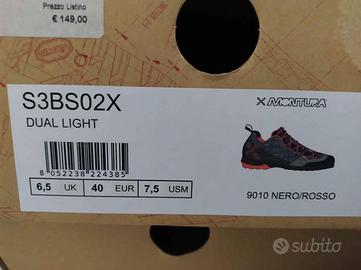 Prezzo Listino
€ 149,00
S3BS02X
DUAL LIGHT
MONTURA
8 052238 224385
6,5 UK 40 EUR 7,5 USM
9010 NERO/ROSSO
subito